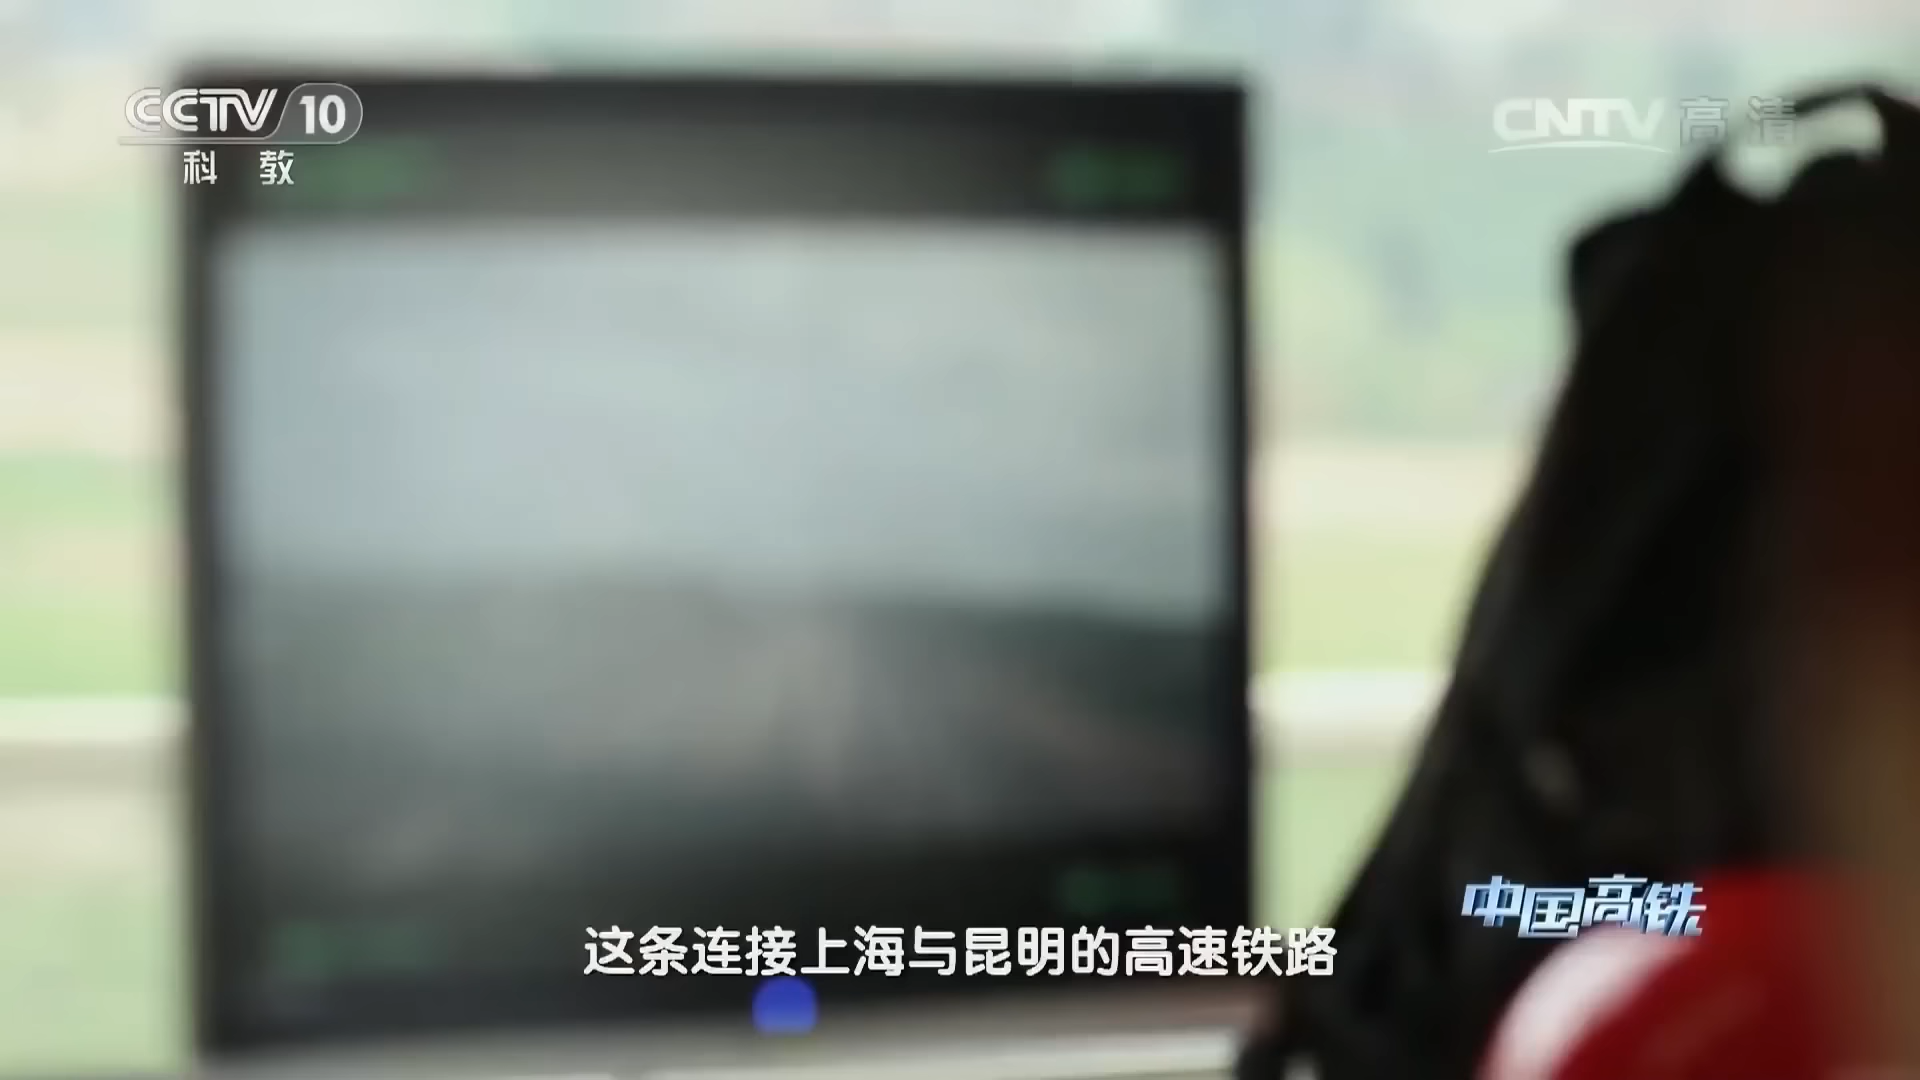 CCTV 10
科教
CNTV 高清
中国高铁
这条连接上海与昆明的高速铁路